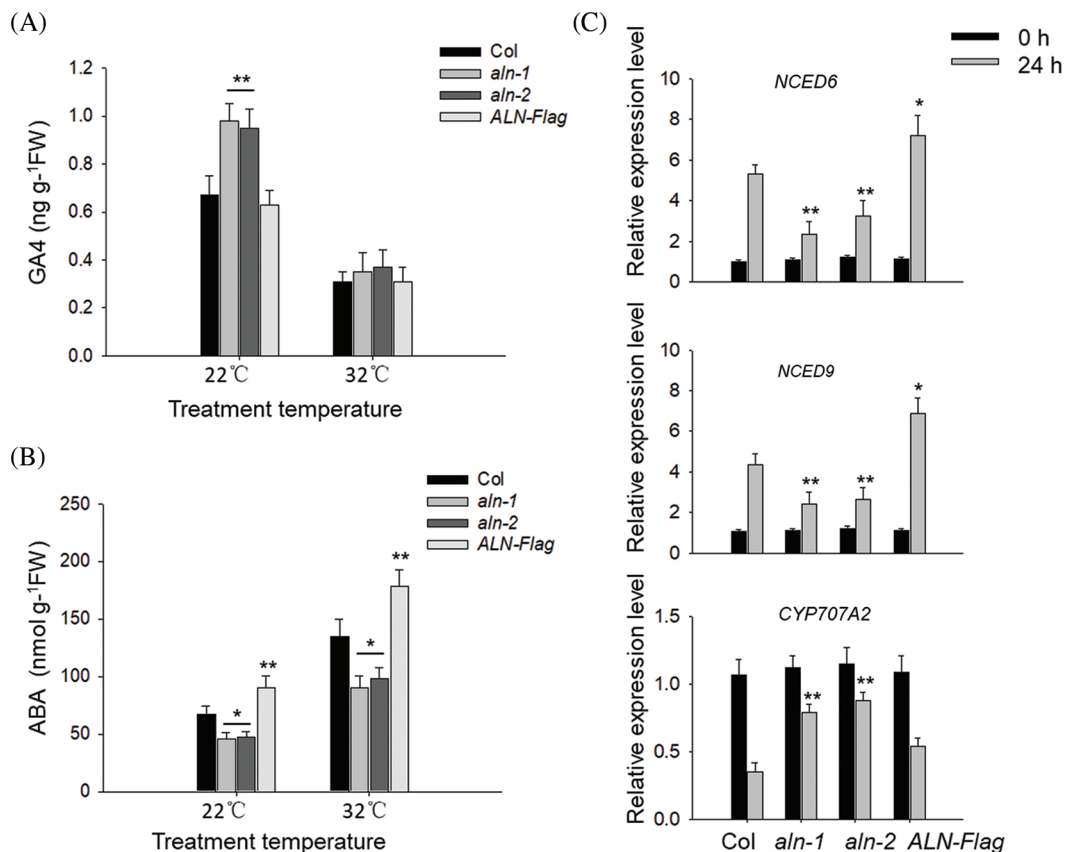 (A)
Col
aln-1
aln-2
ALN-Flag
1.2
1.0
0.8
0.6
0.4
0.2
0.0
GA4 (ng g-¹FW)
**
22℃
32℃
Treatment temperature
(B)
Col
aln-1
aln-2
ALN-Flag
250
200
150
100
50
0
ABA (nmol g-¹FW)
*
**
*
**
22℃
32℃
Treatment temperature
(C)
0 h
24 h
NCED6
10
8
6
4
2
0
Relative expression level
**
**
*
NCED9
10
8
6
4
2
0
Relative expression level
**
**
*
CYP707A2
1.5
1.0
0.5
0.0
Relative expression level
**
**
Col
aln-1
aln-2
ALN-Flag